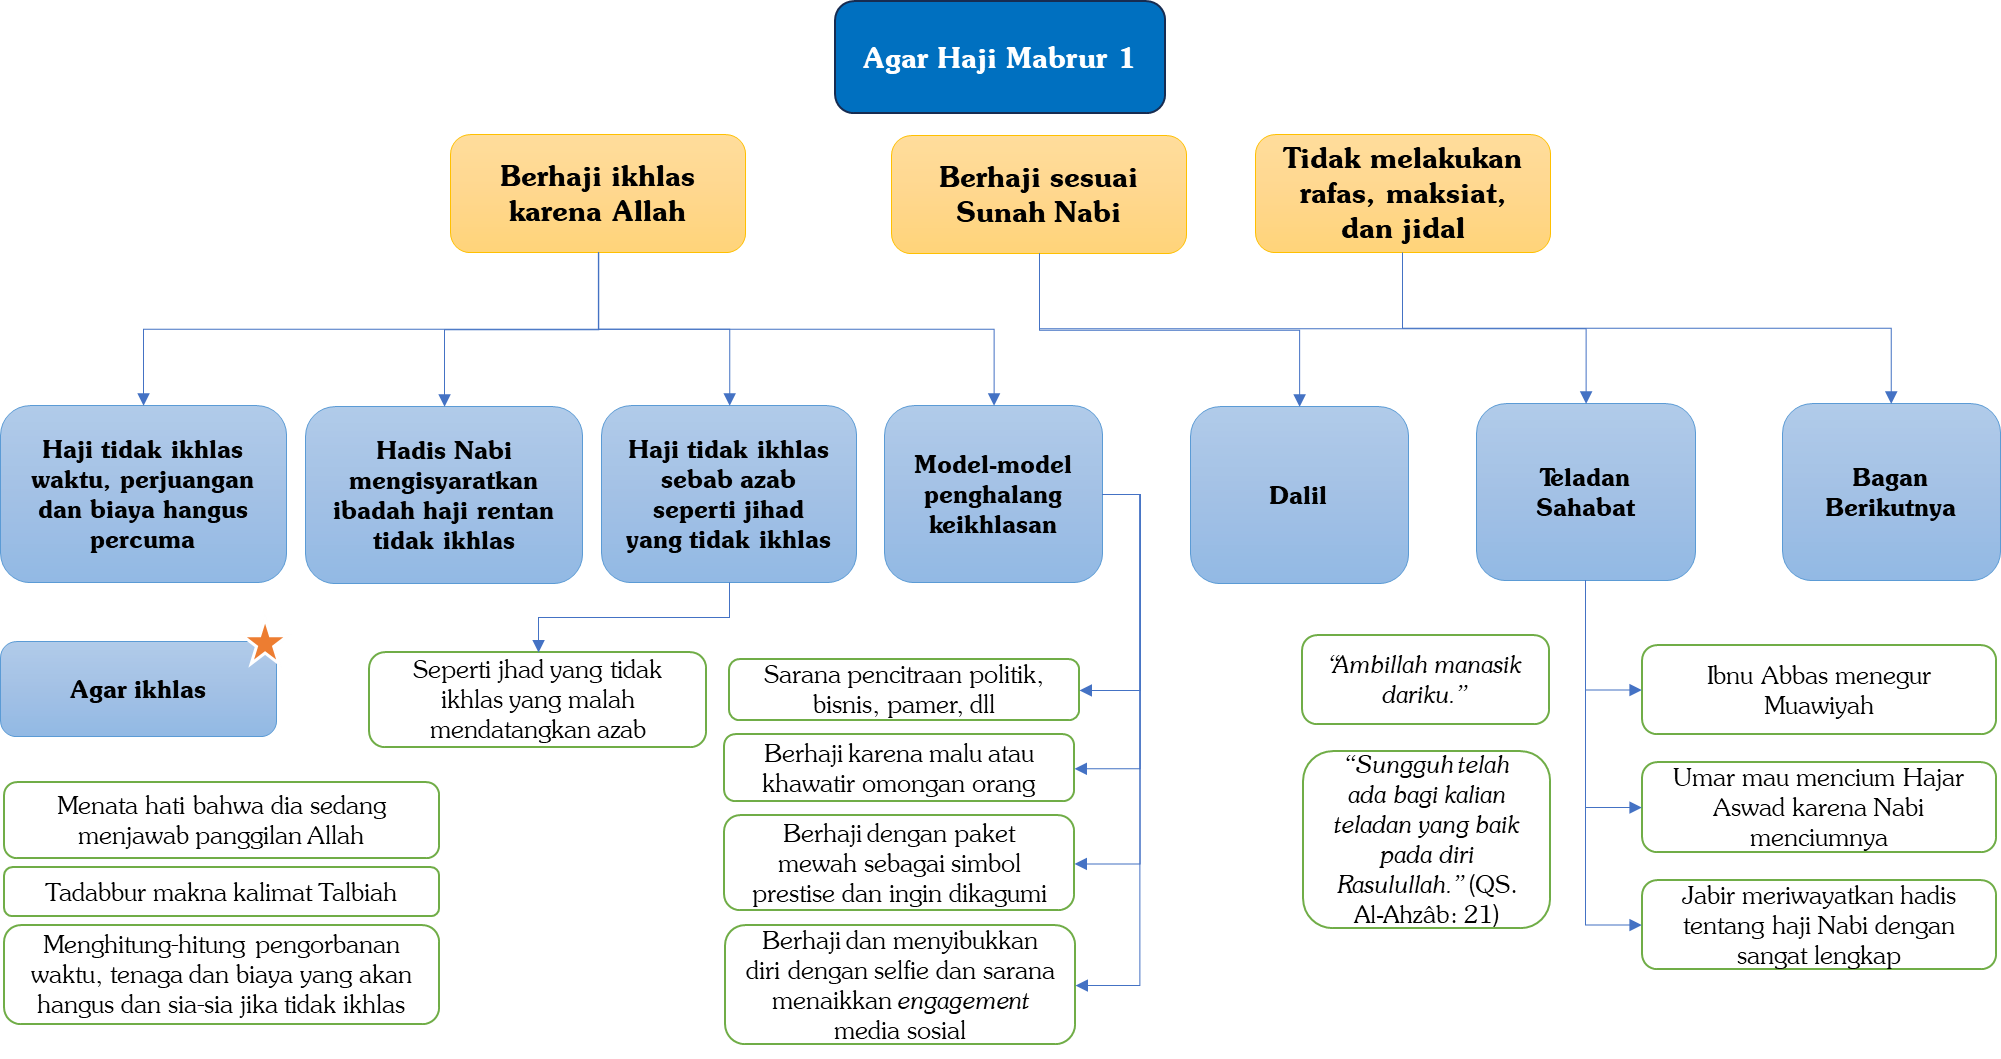 Agar Haji Mabrur 1
Berhaji ikhlas
karena Allah
Berhaji sesuai
Sunah Nabi
Tidak melakukan
rafas, maksiat,
dan jidal
Haji tidak ikhlas
waktu, perjuangan
dan biaya hangus
percuma
Hadis Nabi
mengisyaratkan
ibadah haji rentan
tidak ikhlas
Haji tidak ikhlas
sebab azab
seperti jihad
yang tidak ikhlas
Model-model
penghalang
keikhlasan
Dalil
Teladan
Sahabat
Bagan
Berikutnya
Agar ikhlas
Menata hati bahwa dia sedang
menjawab panggilan Allah
Tadabbur makna kalimat Talbiah
Menghitung-hitung pengorbanan
waktu, tenaga dan biaya yang akan
hangus dan sia-sia jika tidak ikhlas
Seperti jhad yang tidak
ikhlas yang malah
mendatangkan azab
Sarana pencitraan politik,
bisnis, pamer, dll
Berhaji karena malu atau
khawatir omongan orang
Berhaji dengan paket
mewah sebagai simbol
prestise dan ingin dikagumi
Berhaji dan menyibukkan
diri dengan selfie dan sarana
menaikkan engagement
media sosial
“Ambillah manasik
dariku.”
“Sungguh telah
ada bagi kalian
teladan yang baik
pada diri
Rasulullah.” (QS.
Al-Ahzâb: 21)
Ibnu Abbas menegur
Muawiyah
Umar mau mencium Hajar
Aswad karena Nabi
menciumnya
Jabir meriwayatkan hadis
tentang haji Nabi dengan
sangat lengkap